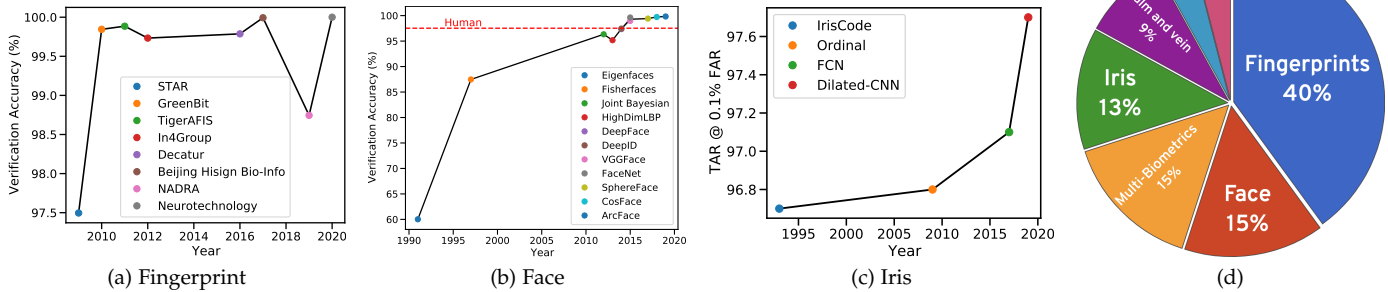 100.0
99.5
99.0
98.5
98.0
97.5
Verification Accuracy (%)
STAR
GreenBit
TigerAFIS
In4Group
Decatur
Beijing Hisign Bio-Info
NADRA
Neurotechnology
2010
2012
2014
2016
2018
2020
Year
(a) Fingerprint
100
95
90
85
80
75
70
65
60
Verification Accuracy (%)
Human
Eigenfaces
Fisherfaces
Joint Bayesian
HighDimLBP
DeepFace
DeepID
VGGFace
FaceNet
SphereFace
CosFace
ArcFace
1990
1995
2000
2005
2010
2015
2020
Year
(b) Face
97.6
97.4
97.2
97.0
96.8
TAR @ 0.1% FAR
IrisCode
Ordinal
FCN
Dilated-CNN
1995
2000
2005
2010
2015
2020
Year
(c) Iris
and vein
9%
Fingerprints
40%
Iris
13%
Multi-Biometrics
15%
Face
15%
(d)